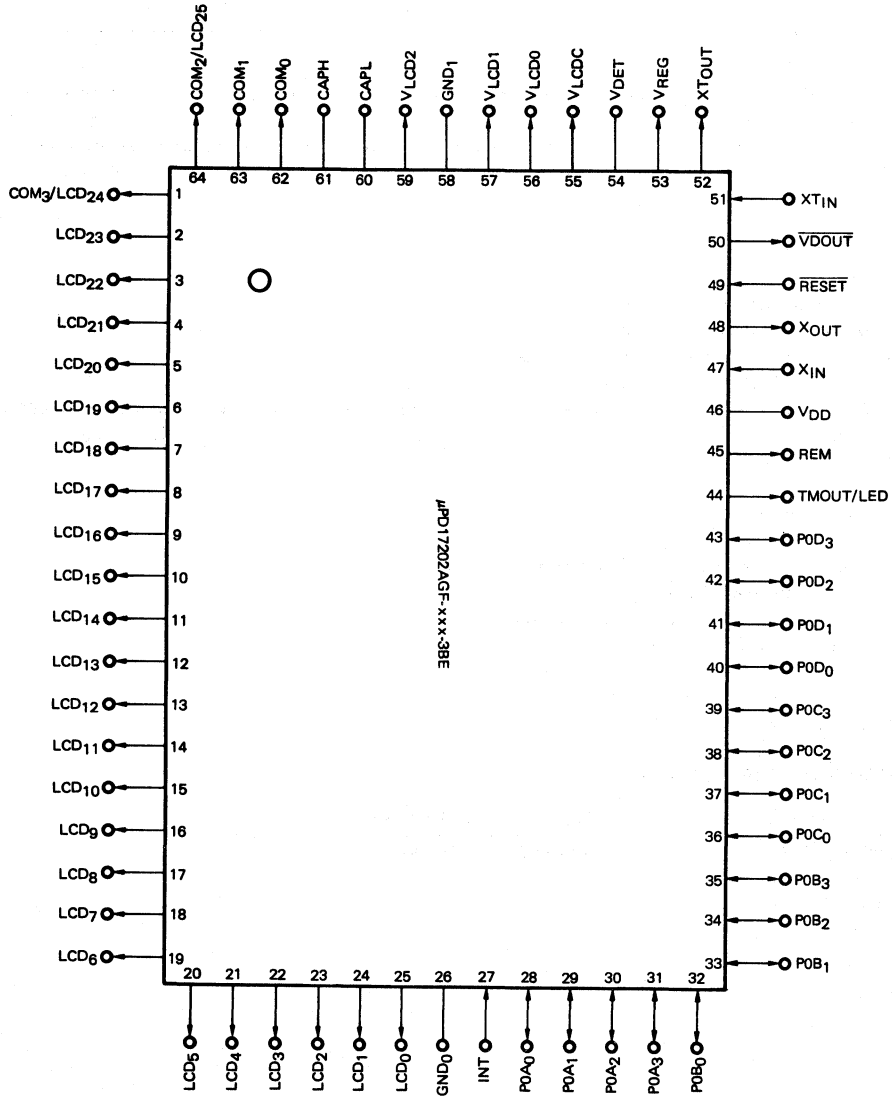 COM₂/LCD₂₅
COM₁
COM₀
CAPH
CAPL
VLCD2
GND₁
VLCD1
VLCD0
VLCDC
VDET
VREG
XTOUT
64 63 62 61 60 59 58 57 56 55 54 53 52
COM₃/LCD₂₄ 1
LCD₂₃ 2
LCD₂₂ 3
LCD₂₁ 4
LCD₂₀ 5
LCD₁₉ 6
LCD₁₈ 7
LCD₁₇ 8
LCD₁₆ 9
LCD₁₅ 10
LCD₁₄ 11
LCD₁₃ 12
LCD₁₂ 13
LCD₁₁ 14
LCD₁₀ 15
LCD₉ 16
LCD₈ 17
LCD₇ 18
LCD₆ 19
μPD17202AGF-xxx-3BE
51 XTIN
50 VDOUT
49 RESET
48 XOUT
47 XIN
46 VDD
45 REM
44 TMOUT/LED
43 P0D₃
42 P0D₂
41 P0D₁
40 P0D₀
39 P0C₃
38 P0C₂
37 P0C₁
36 P0C₀
35 P0B₃
34 P0B₂
33 P0B₁
20 21 22 23 24 25 26 27 28 29 30 31 32
LCD₅
LCD₄
LCD₃
LCD₂
LCD₁
LCD₀
GND₀
INT
P0A₀
P0A₁
P0A₂
P0A₃
P0B₀